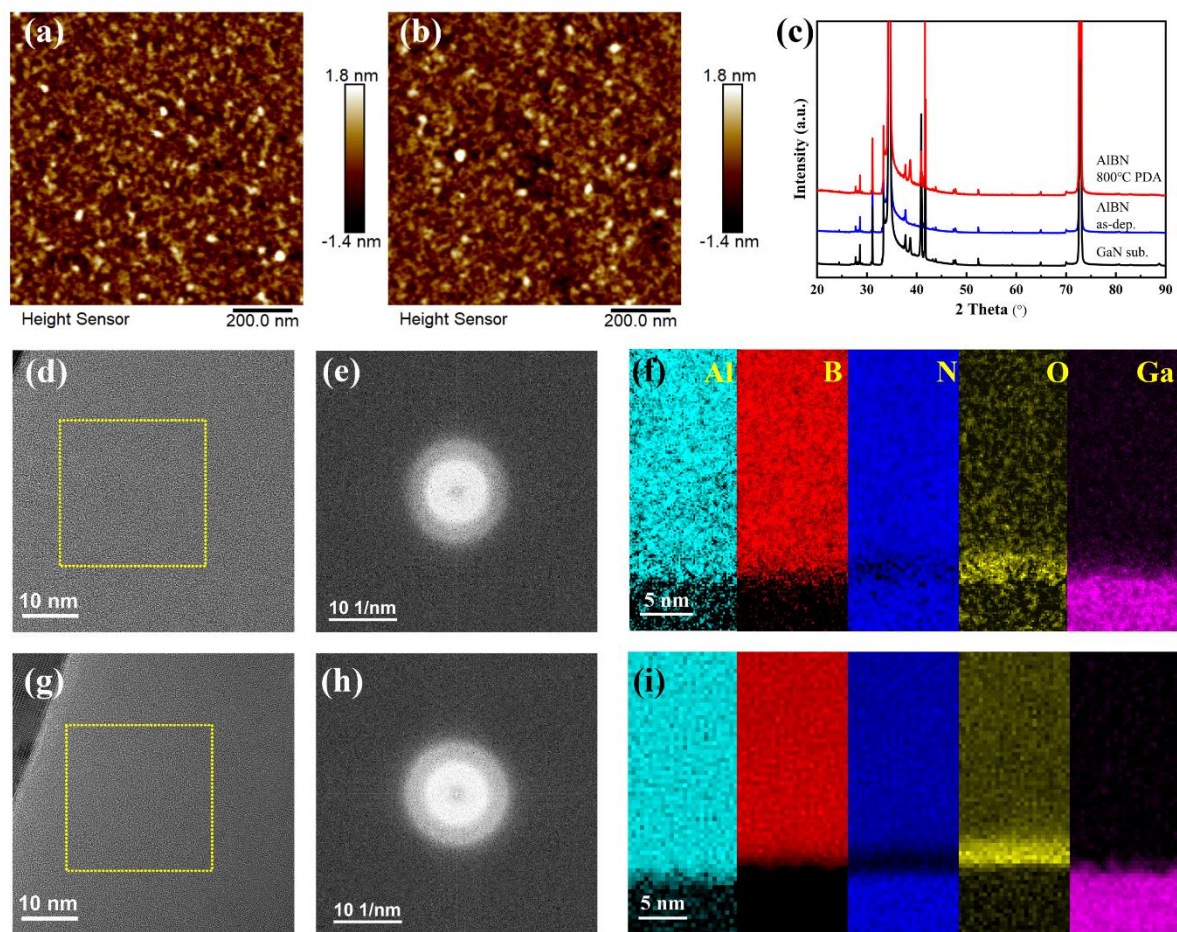 (a)
1.8 nm
-1.4 nm
Height Sensor
200.0 nm
(b)
1.8 nm
-1.4 nm
Height Sensor
200.0 nm
(c)
Intensity (a.u.)
AlBN
800℃ PDA
AlBN
as-dep.
GaN sub.
20 30 40 50 60 70 80 90
2 Theta (°)
(d)
10 nm
(e)
10 1/nm
(f)
Al B N O Ga
5 nm
(g)
10 nm
(h)
10 1/nm
(i)
5 nm